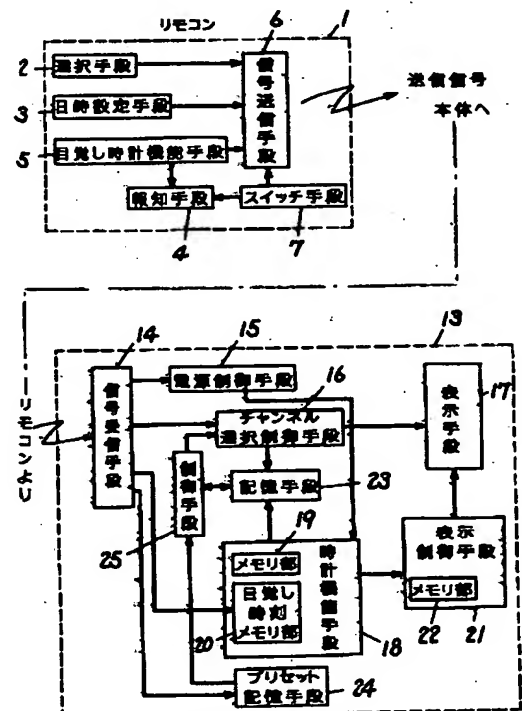 リモコン
6
1
2
選択手段
信号送信手段
送信信号
本体へ
3
日時設定手段
5
目覚し時計機能手段
報知手段
スイッチ手段
4
7
13
14
15
信号受信手段
電源制御手段
16
17
チャンネル
選択制御手段
表示手段
リモコンより
制御手段
記憶手段
23
25
19
メモリ部
時計機能手段
表示
制御手段
目覚し
時刻
メモリ部
20
メモリ部
22
21
18
プリセット
記憶手段
24